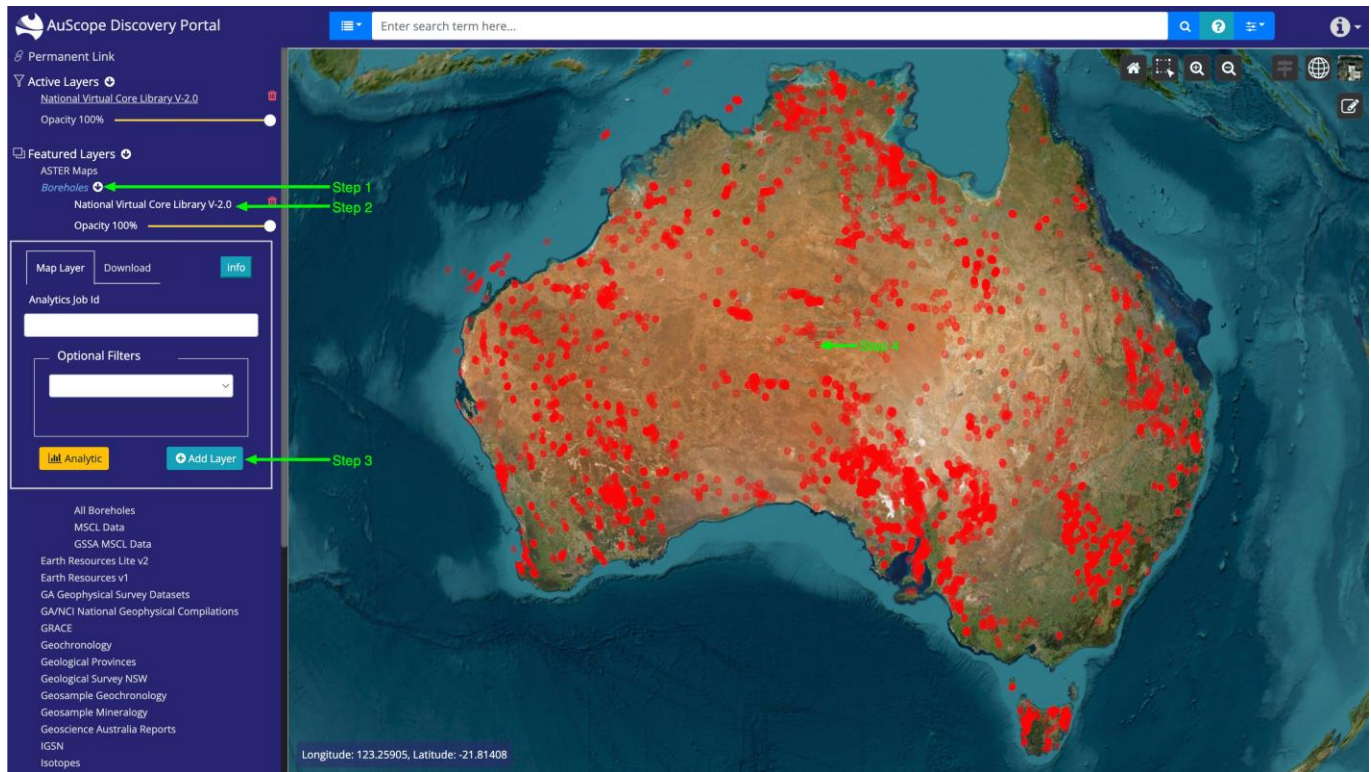 AuScope Discovery Portal
Enter search term here...
Permanent Link
Active Layers
National Virtual Core Library V-2.0
Opacity 100%
Featured Layers
ASTER Maps
Boreholes
Step 1
National Virtual Core Library V-2.0
Step 2
Opacity 100%
Map Layer Download info
Analytics Job Id
Optional Filters
Step 4
Analytic
Add Layer
Step 3
All Boreholes
MSCL Data
GSSA MSCL Data
Earth Resources Lite v2
Earth Resources v1
GA Geophysical Survey Datasets
GA/NCI National Geophysical Compilations
GRACE
Geochronology
Geological Provinces
Geological Survey NSW
Geosample Geochronology
Geosample Mineralogy
Geoscience Australia Reports
IGSN
Isotopes
Longitude: 123.25905, Latitude: -21.81408